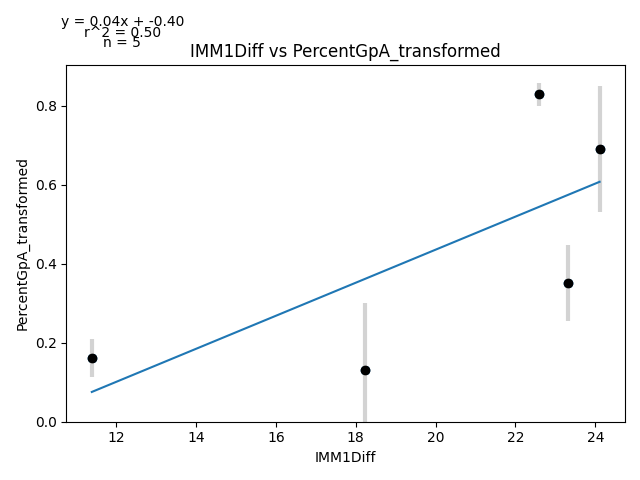 y = 0.04x + -0.40
r^2 = 0.50
n = 5
IMM1Diff vs PercentGpA_transformed
0.8
0.6
0.4
0.2
0.0
PercentGpA_transformed
12 14 16 18 20 22 24
IMM1Diff